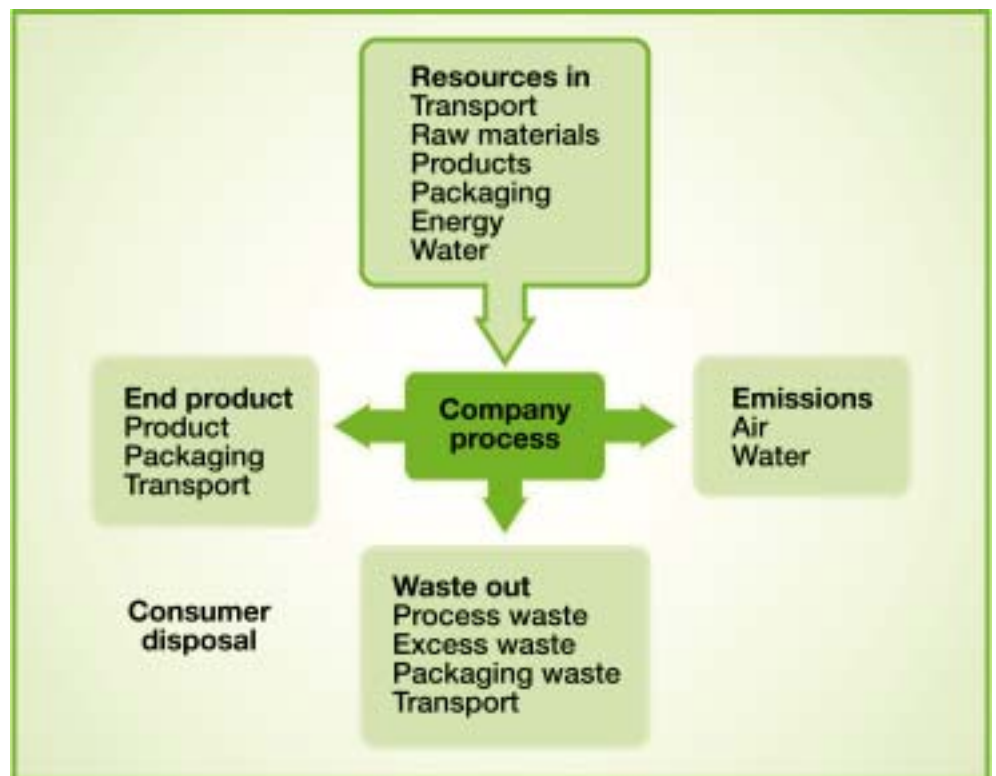 Resources in
Transport
Raw materials
Products
Packaging
Energy
Water
End product
Product
Packaging
Transport
Company
process
Emissions
Air
Water
Consumer
disposal
Waste out
Process waste
Excess waste
Packaging waste
Transport